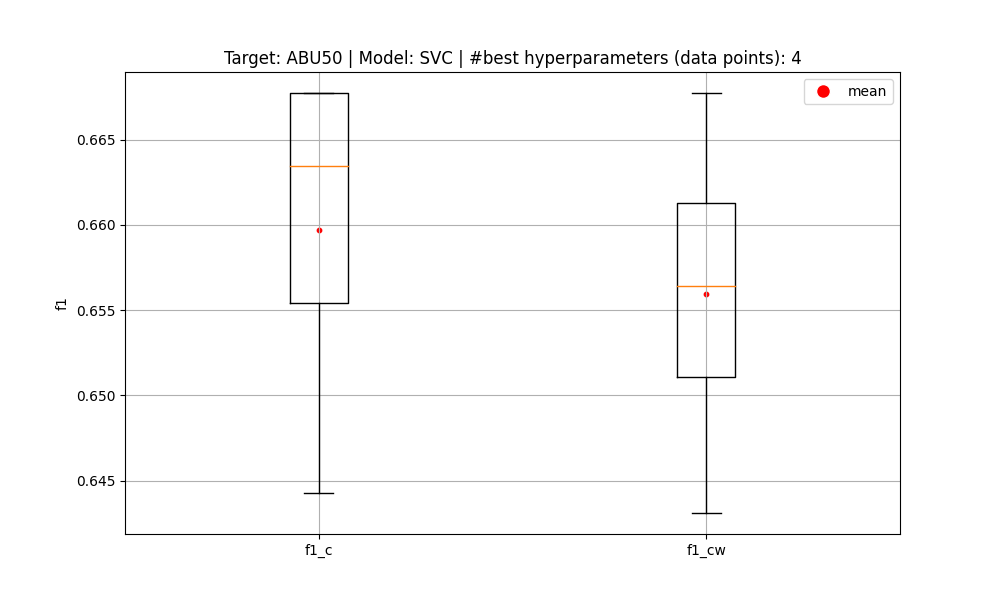 Target: ABU50 | Model: SVC | #best hyperparameters (data points): 4
mean
0.665
0.660
0.655
0.650
0.645
f1
f1_c
f1_cw